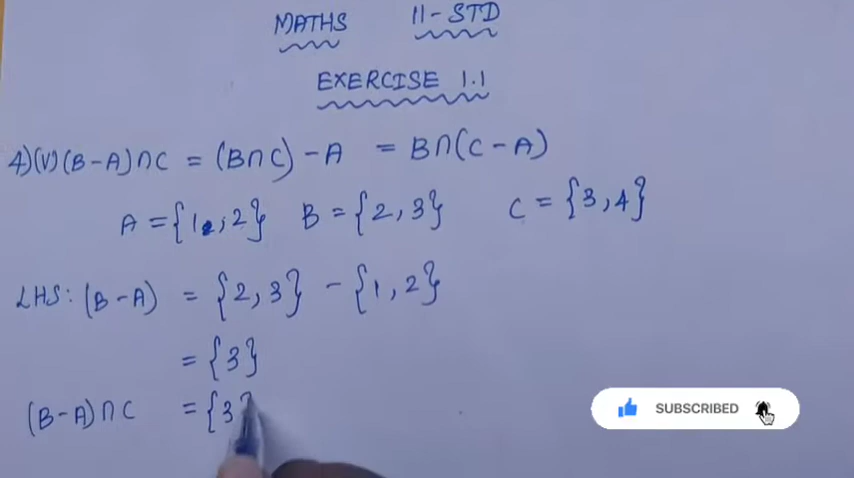 MATHS 11-STD
EXERCISE 1.1
4)(V)(B-A)∩C = (B∩C)-A = B∩(C-A)
A = {1,2} B = {2,3} C = {3,4}
LHS: (B-A) = {2,3} - {1,2}
= {3}
(B-A)∩C = {3}
SUBSCRIBED